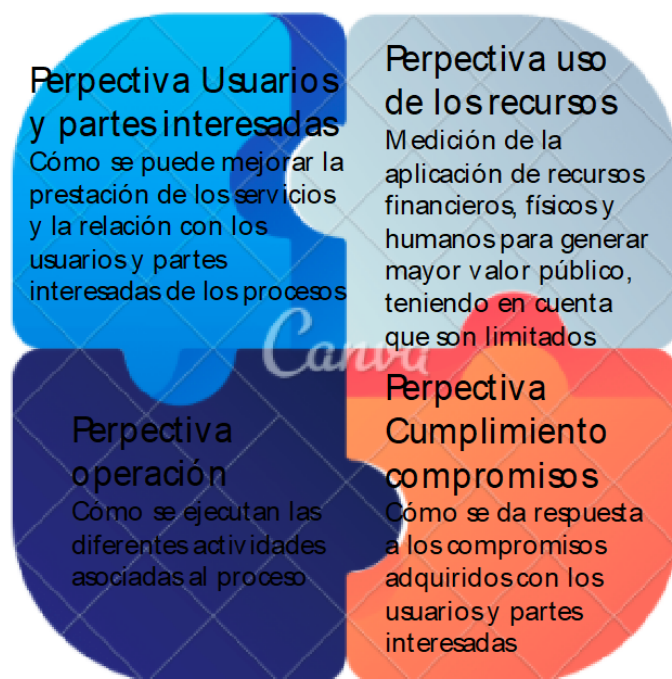 Perpectiva Usuarios
y partes interesadas
Cómo se puede mejorar la
prestación de los servicios
y la relación con los
usuarios y partes
interesadas de los procesos
Perpectiva uso
de los recursos
Medición de la
aplicación de recursos
financieros, físicos y
humanos para generar
mayor valor público,
teniendo en cuenta
que son limitados
Canva
Perpectiva
operación
Cómo se ejecutan las
diferentes actividades
asociadas al proceso
Perpectiva
Cumplimiento
compromisos
Cómo se da respuesta
a los compromisos
adquiridos con los
usuarios y partes
interesadas